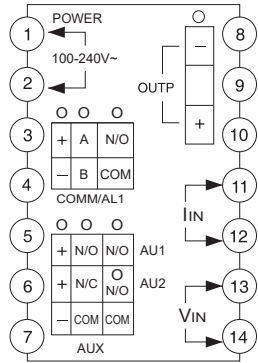 POWER
1
8
100-240V~
–
2
OUTP
9
+
3
+ A N/O
10
4
– B COM
COMM/AL1
11
IIN
5
12
+ N/O N/O AU1
6
+ N/C O N/O AU2
13
VIN
7
– COM COM
14
AUX